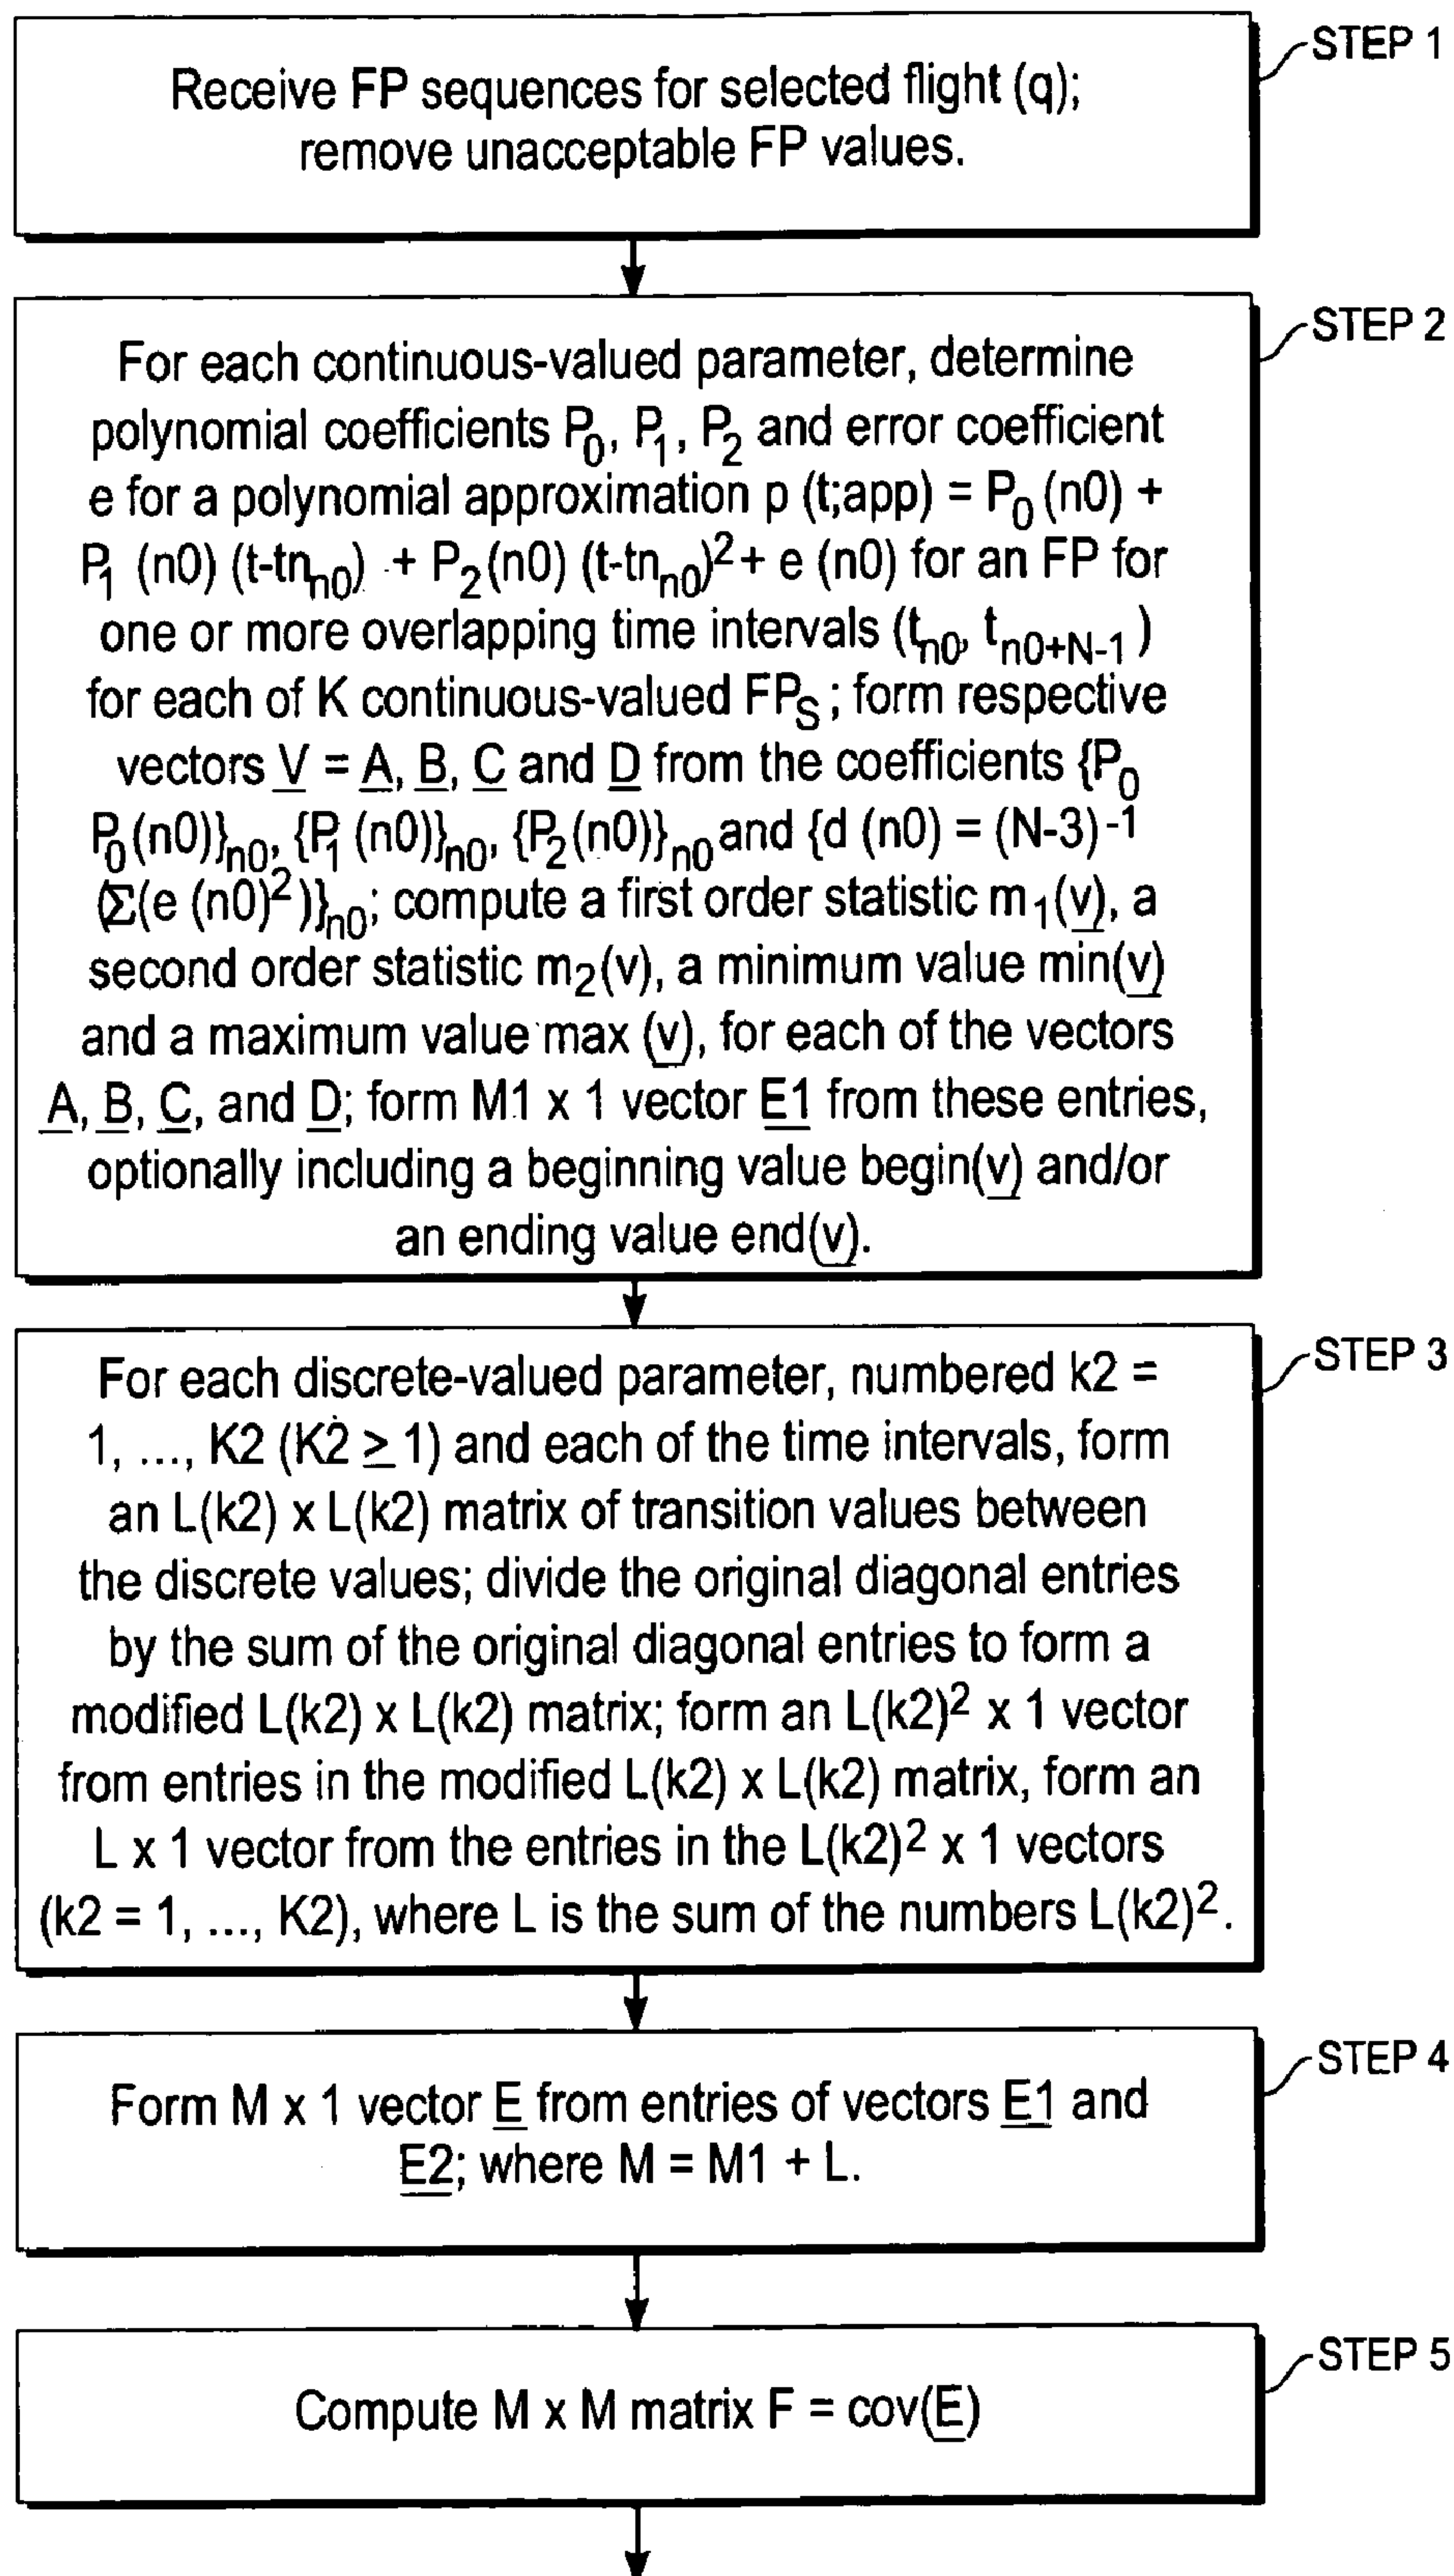 STEP 1
Receive FP sequences for selected flight (q);
remove unacceptable FP values.
STEP 2
For each continuous-valued parameter, determine
polynomial coefficients P₀, P₁, P₂ and error coefficient
e for a polynomial approximation p (t;app) = P₀ (n0) +
P₁ (n0) (t-tn_n0) + P₂(n0) (t-tn_n0)² + e (n0) for an FP for
one or more overlapping time intervals (t_n0, t_n0+N-1 )
for each of K continuous-valued FP_S ; form respective
vectors V = A, B, C and D from the coefficients {P₀
P₀(n0)}_n0, {P₁ (n0)}_n0, {P₂(n0)}_n0 and {d (n0) = (N-3)⁻¹
(Σ(e (n0)²)}_n0; compute a first order statistic m₁(v), a
second order statistic m₂(v), a minimum value min(v)
and a maximum value max (v), for each of the vectors
A, B, C, and D; form M1 x 1 vector E1 from these entries,
optionally including a beginning value begin(v) and/or
an ending value end(v).
STEP 3
For each discrete-valued parameter, numbered k2 =
1, ..., K2 (K2 ≥ 1) and each of the time intervals, form
an L(k2) x L(k2) matrix of transition values between
the discrete values; divide the original diagonal entries
by the sum of the original diagonal entries to form a
modified L(k2) x L(k2) matrix; form an L(k2)² x 1 vector
from entries in the modified L(k2) x L(k2) matrix, form an
L x 1 vector from the entries in the L(k2)² x 1 vectors
(k2 = 1, ..., K2), where L is the sum of the numbers L(k2)².
STEP 4
Form M x 1 vector E from entries of vectors E1 and
E2; where M = M1 + L.
STEP 5
Compute M x M matrix F = cov(E)